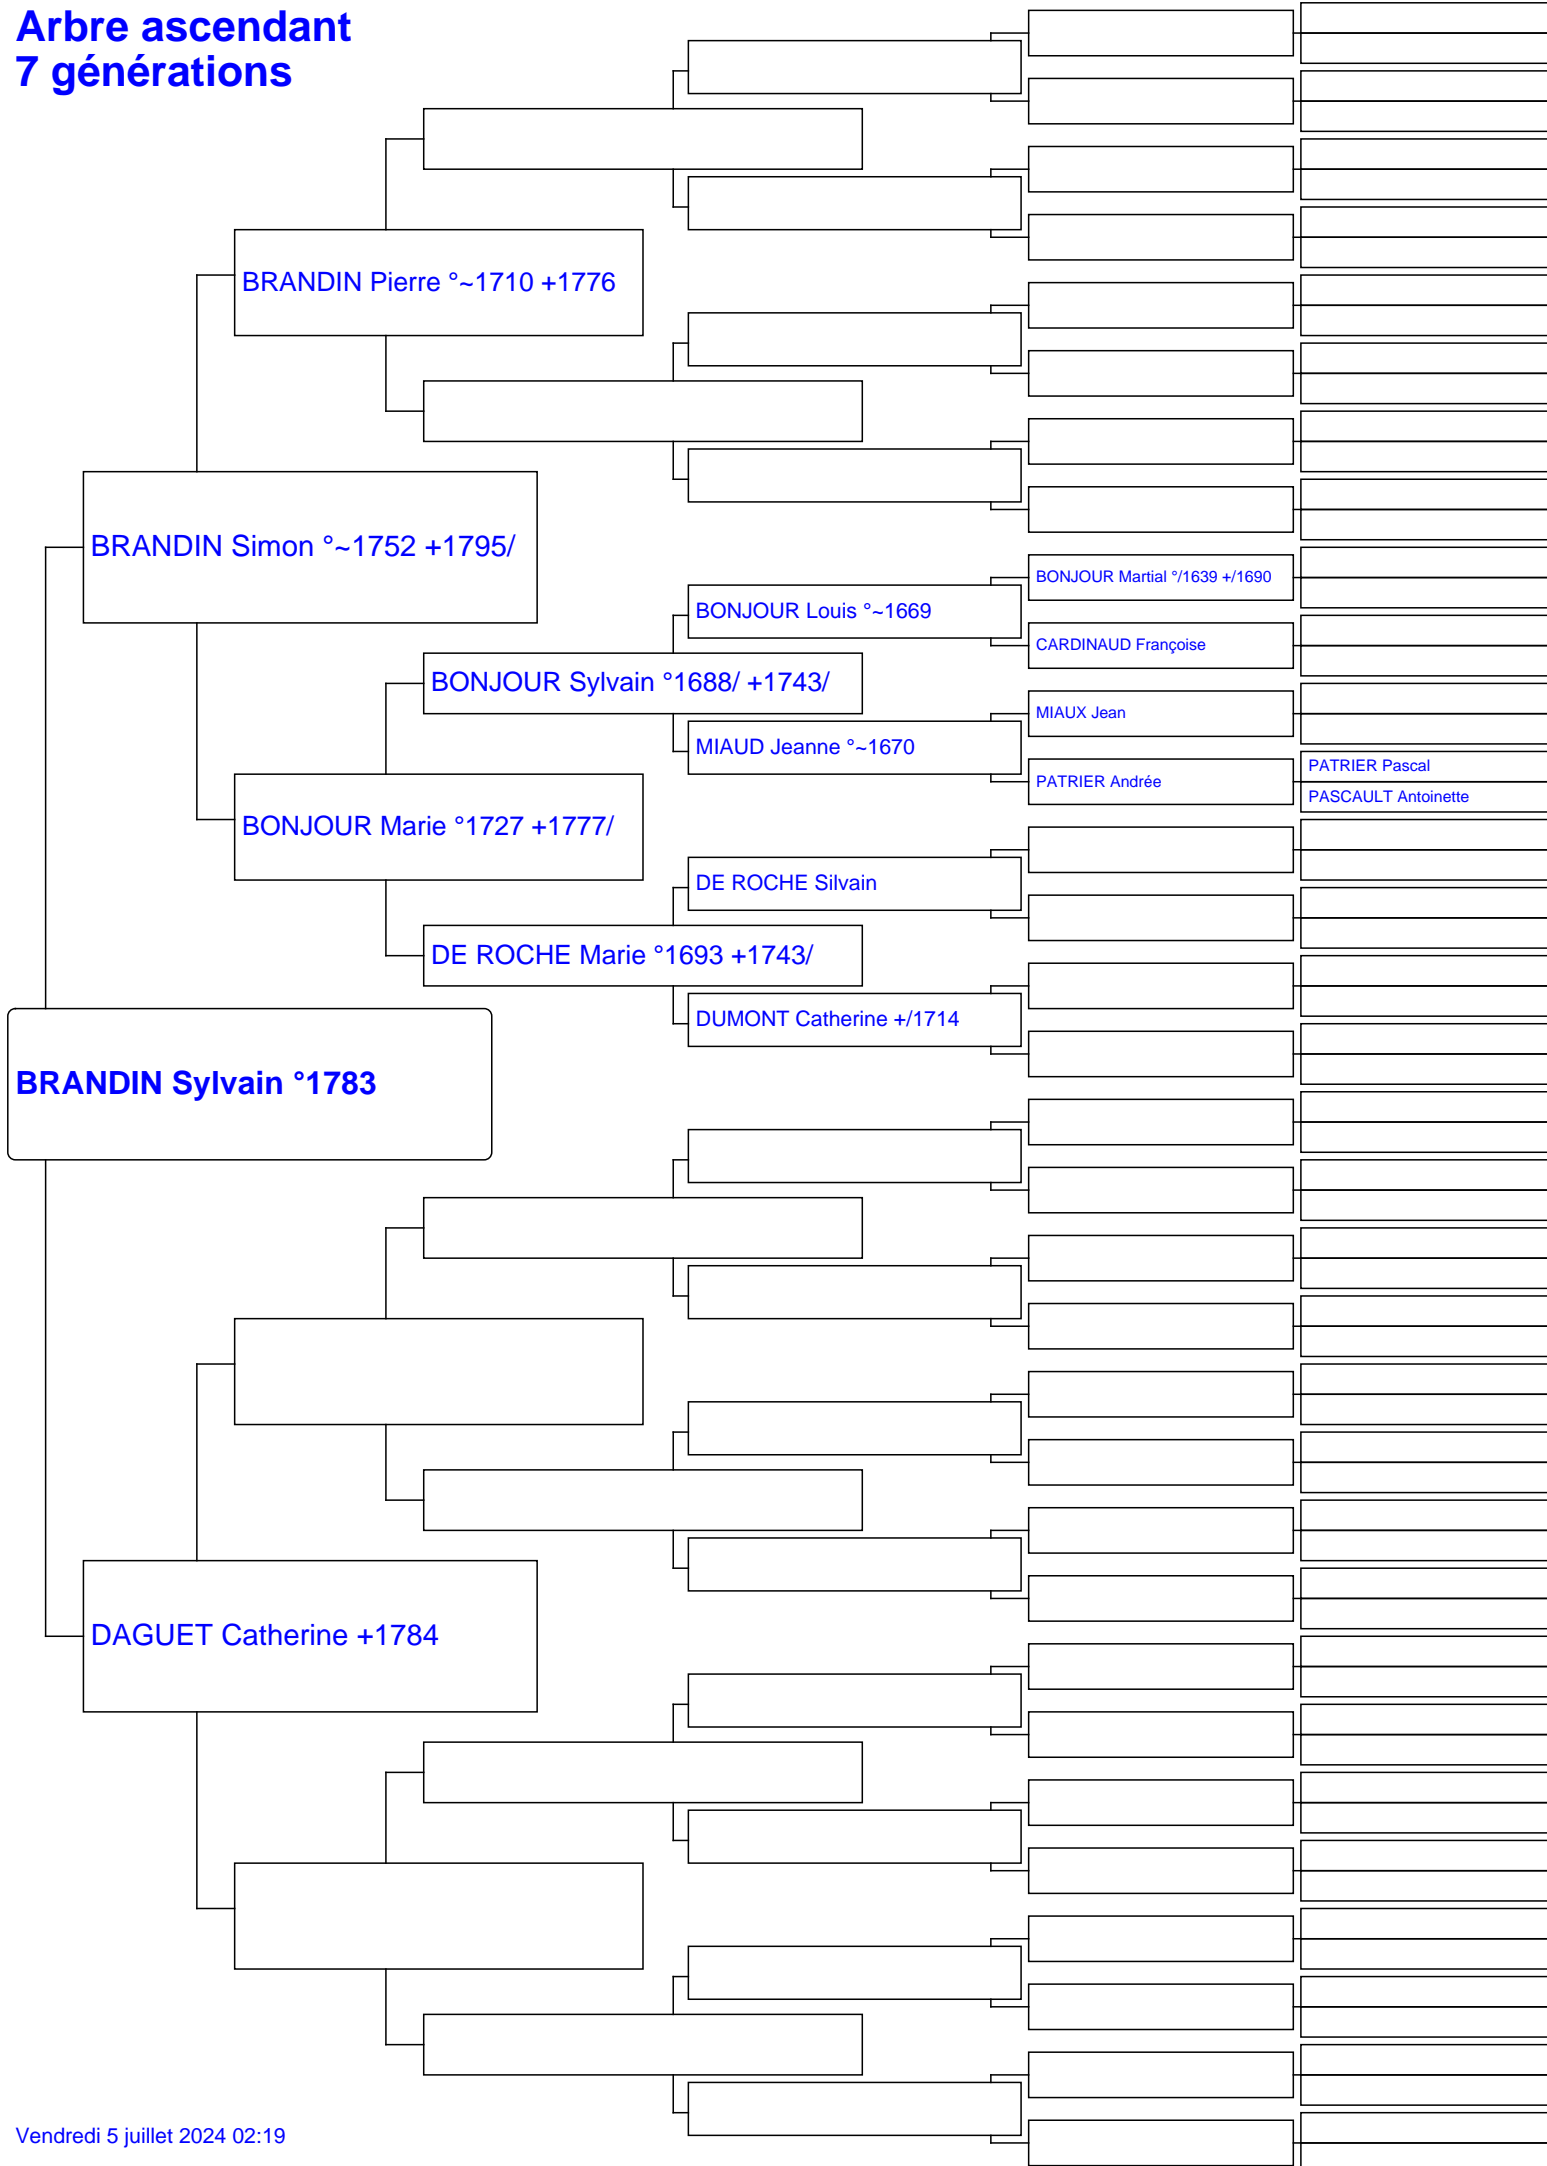 Arbre ascendant
7 générations
BRANDIN Pierre °~1710 +1776
BRANDIN Simon °~1752 +1795/
BONJOUR Martial °/1639 +/1690
BONJOUR Louis °~1669
CARDINAUD Françoise
BONJOUR Sylvain °1688/ +1743/
MIAUX Jean
MIAUD Jeanne °~1670
PATRIER Pascal
PATRIER Andrée
PASCAULT Antoinette
BONJOUR Marie °1727 +1777/
DE ROCHE Silvain
DE ROCHE Marie °1693 +1743/
DUMONT Catherine +/1714
BRANDIN Sylvain °1783
DAGUET Catherine +1784
Vendredi 5 juillet 2024 02:19